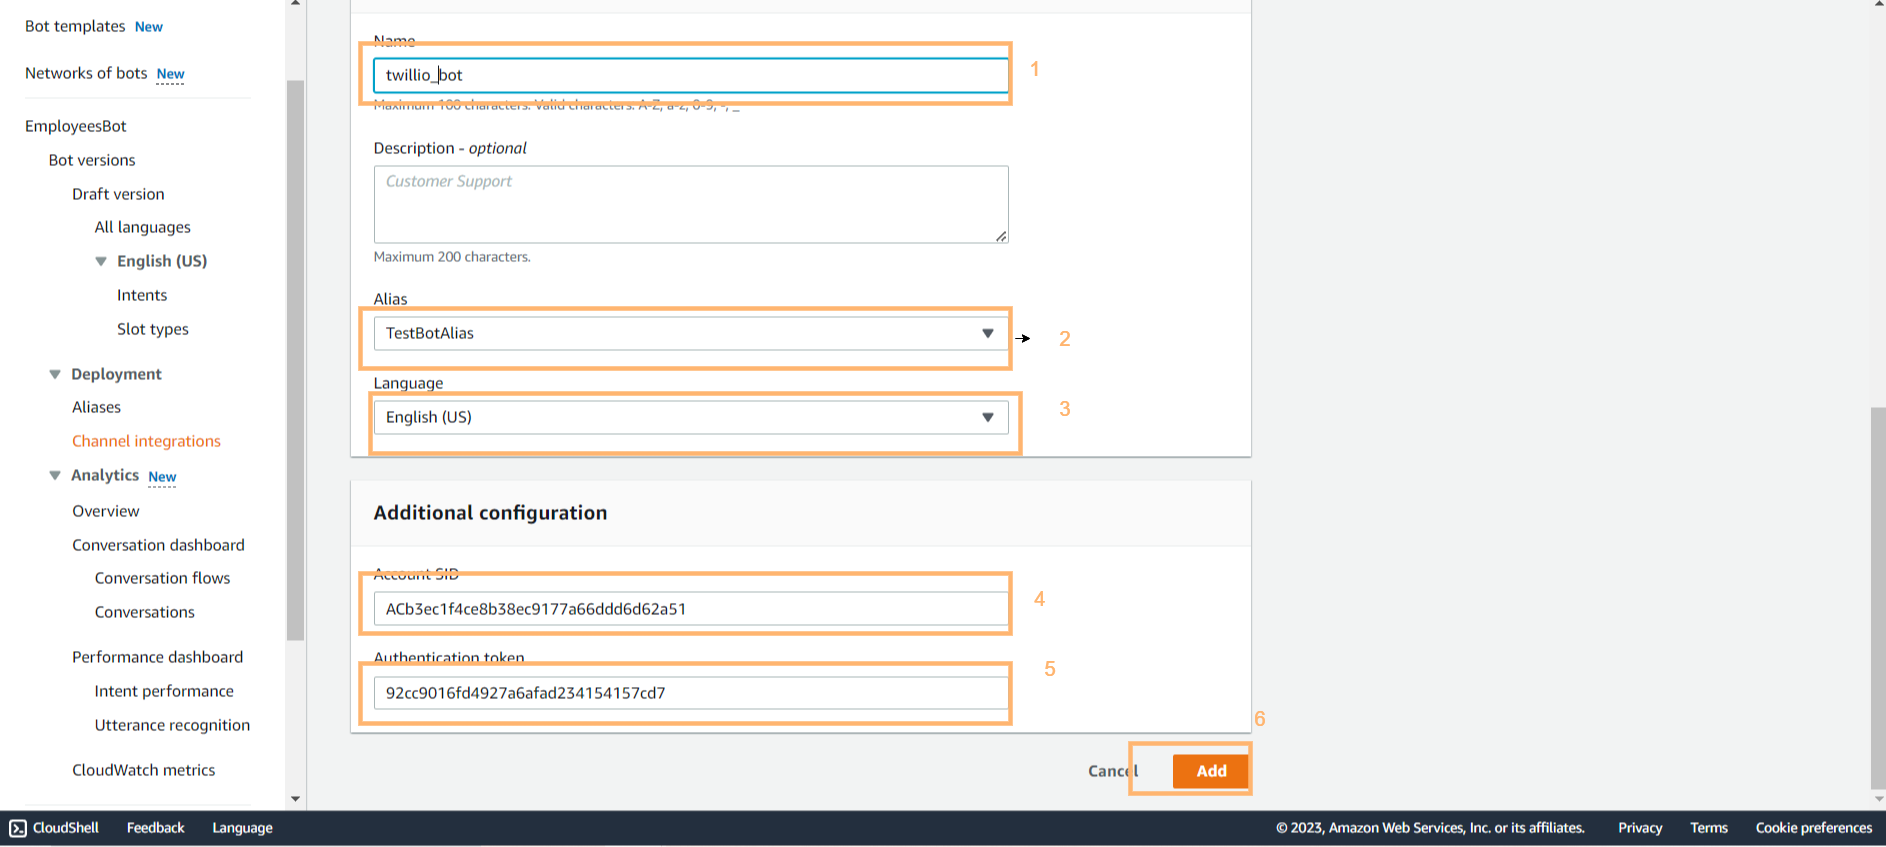 Bot templates New
Networks of bots New
EmployeesBot
Bot versions
Draft version
All languages
English (US)
Intents
Slot types
Deployment
Aliases
Channel integrations
Analytics New
Overview
Conversation dashboard
Conversation flows
Conversations
Performance dashboard
Intent performance
Utterance recognition
CloudWatch metrics
Name
twillio_bot
1
Maximum 100 characters. Valid characters: A-Z, a-z, 0-9, -, _
Description - optional
Customer Support
Maximum 200 characters.
Alias
TestBotAlias
2
Language
English (US)
3
Additional configuration
Account SID
ACb3ec1f4ce8b38ec9177a66ddd6d62a51
4
Authentication token
92cc9016fd4927a6afad234154157cd7
5
6
Cancel Add
CloudShell Feedback Language © 2023, Amazon Web Services, Inc. or its affiliates. Privacy Terms Cookie preferences